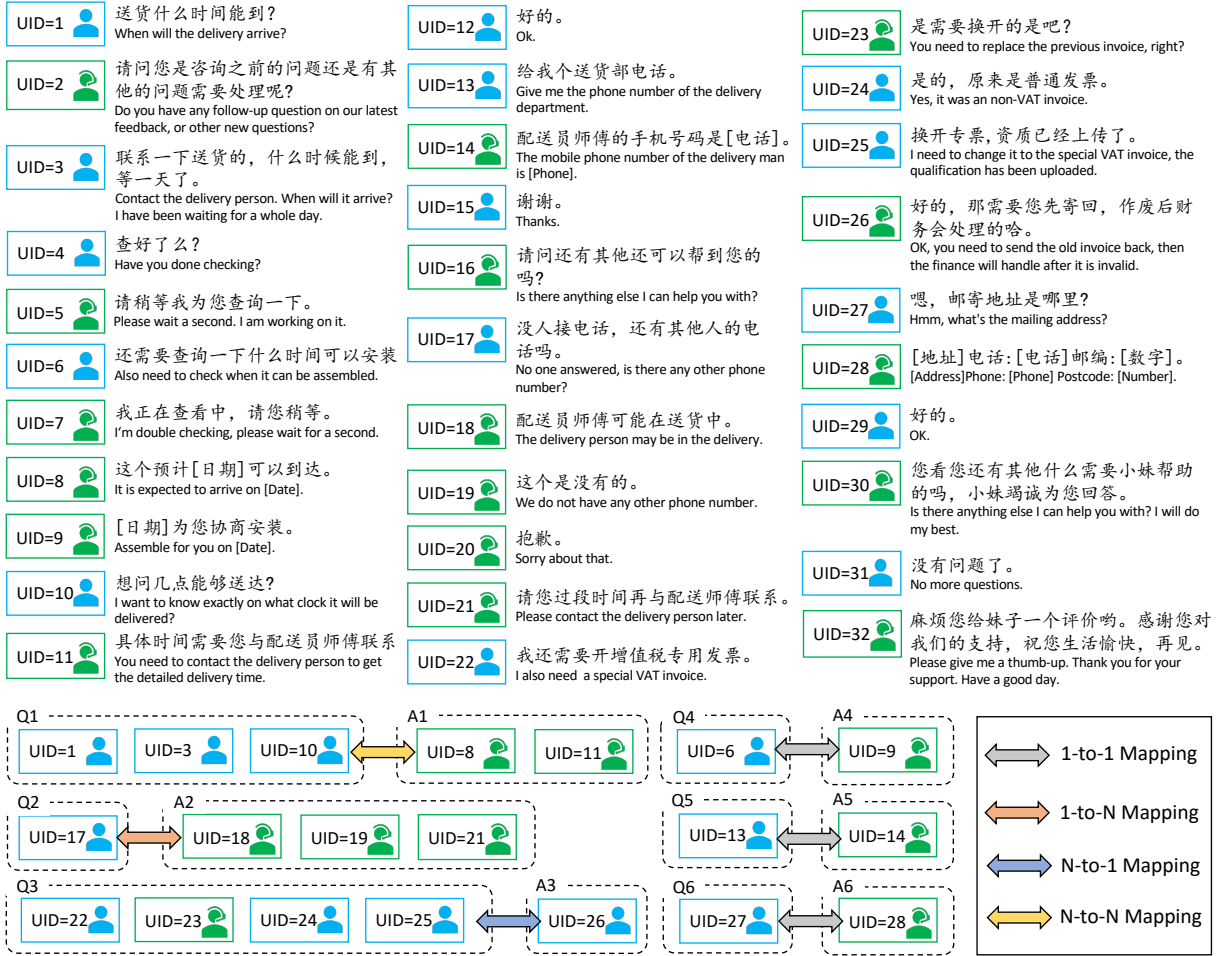 UID=1
送货什么时间能到?
When will the delivery arrive?
UID=2
请问您是咨询之前的问题还是有其
他的问题需要处理呢?
Do you have any follow-up question on our latest
feedback, or other new questions?
UID=3
联系一下送货的，什么时候能到，
等一天了。
Contact the delivery person. When will it arrive?
I have been waiting for a whole day.
UID=4
查好了么?
Have you done checking?
UID=5
请稍等我为您查询一下。
Please wait a second. I am working on it.
UID=6
还需要查询一下什么时间可以安装
Also need to check when it can be assembled.
UID=7
我正在查看中，请您稍等。
I'm double checking, please wait for a second.
UID=8
这个预计[日期]可以到达。
It is expected to arrive on [Date].
UID=9
[日期]为您协商安装。
Assemble for you on [Date].
UID=10
想问几点能够送达?
I want to know exactly on what clock it will be
delivered?
UID=11
具体时间需要您与配送员师傅联系
You need to contact the delivery person to get
the detailed delivery time.
UID=12
好的。
Ok.
UID=13
给我个送货部电话。
Give me the phone number of the delivery
department.
UID=14
配送员师傅的手机号码是[电话]。
The mobile phone number of the delivery man
is [Phone].
UID=15
谢谢。
Thanks.
UID=16
请问还有其他还可以帮到您的
吗?
Is there anything else I can help you with?
UID=17
没人接电话，还有其他人的电
话吗。
No one answered, is there any other phone
number?
UID=18
配送员师傅可能在送货中。
The delivery person may be in the delivery.
UID=19
这个是没有的。
We do not have any other phone number.
UID=20
抱歉。
Sorry about that.
UID=21
请您过段时间再与配送师傅联系。
Please contact the delivery person later.
UID=22
我还需要开增值税专用发票。
I also need a special VAT invoice.
UID=23
是需要换开的是吧?
You need to replace the previous invoice, right?
UID=24
是的，原来是普通发票。
Yes, it was an non-VAT invoice.
UID=25
换开专票,资质已经上传了。
I need to change it to the special VAT invoice, the
qualification has been uploaded.
UID=26
好的，那需要您先寄回，作废后财
务会处理的哈。
OK, you need to send the old invoice back, then
the finance will handle after it is invalid.
UID=27
嗯，邮寄地址是哪里?
Hmm, what's the mailing address?
UID=28
[地址]电话:[电话]邮编:[数字]。
[Address]Phone: [Phone] Postcode: [Number].
UID=29
好的。
OK.
UID=30
您看您还有其他什么需要小妹帮助
的吗，小妹竭诚为您回答。
Is there anything else I can help you with? I will do
my best.
UID=31
没有问题了。
No more questions.
UID=32
麻烦您给妹子一个评价哟。感谢您对
我们的支持，祝您生活愉快，再见。
Please give me a thumb-up. Thank you for your
support. Have a good day.
Q1 A1 Q4 A4
UID=1 UID=3 UID=10 UID=8 UID=11 UID=6 UID=9
Q2 A2 Q5 A5
UID=17 UID=18 UID=19 UID=21 UID=13 UID=14
Q3 A3 Q6 A6
UID=22 UID=23 UID=24 UID=25 UID=26 UID=27 UID=28
1-to-1 Mapping
1-to-N Mapping
N-to-1 Mapping
N-to-N Mapping